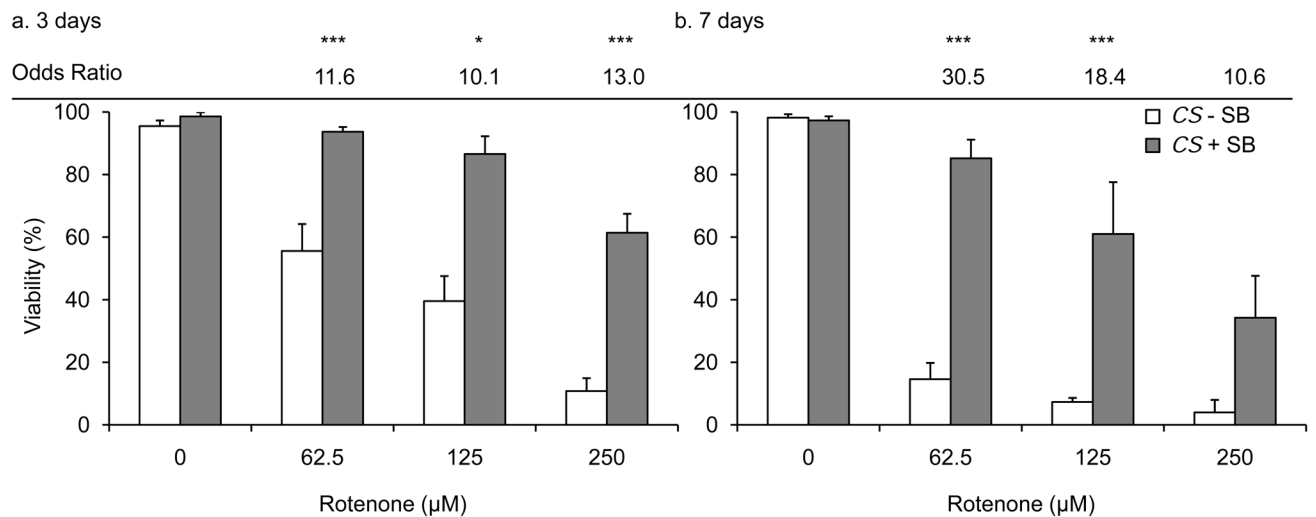 a. 3 days
*** * ***
Odds Ratio 11.6 10.1 13.0
100
80
60
40
20
0
Viability (%)
0 62.5 125 250
Rotenone (µM)
b. 7 days
*** ***
30.5 18.4 10.6
100
80
60
40
20
0
CS - SB
CS + SB
0 62.5 125 250
Rotenone (µM)